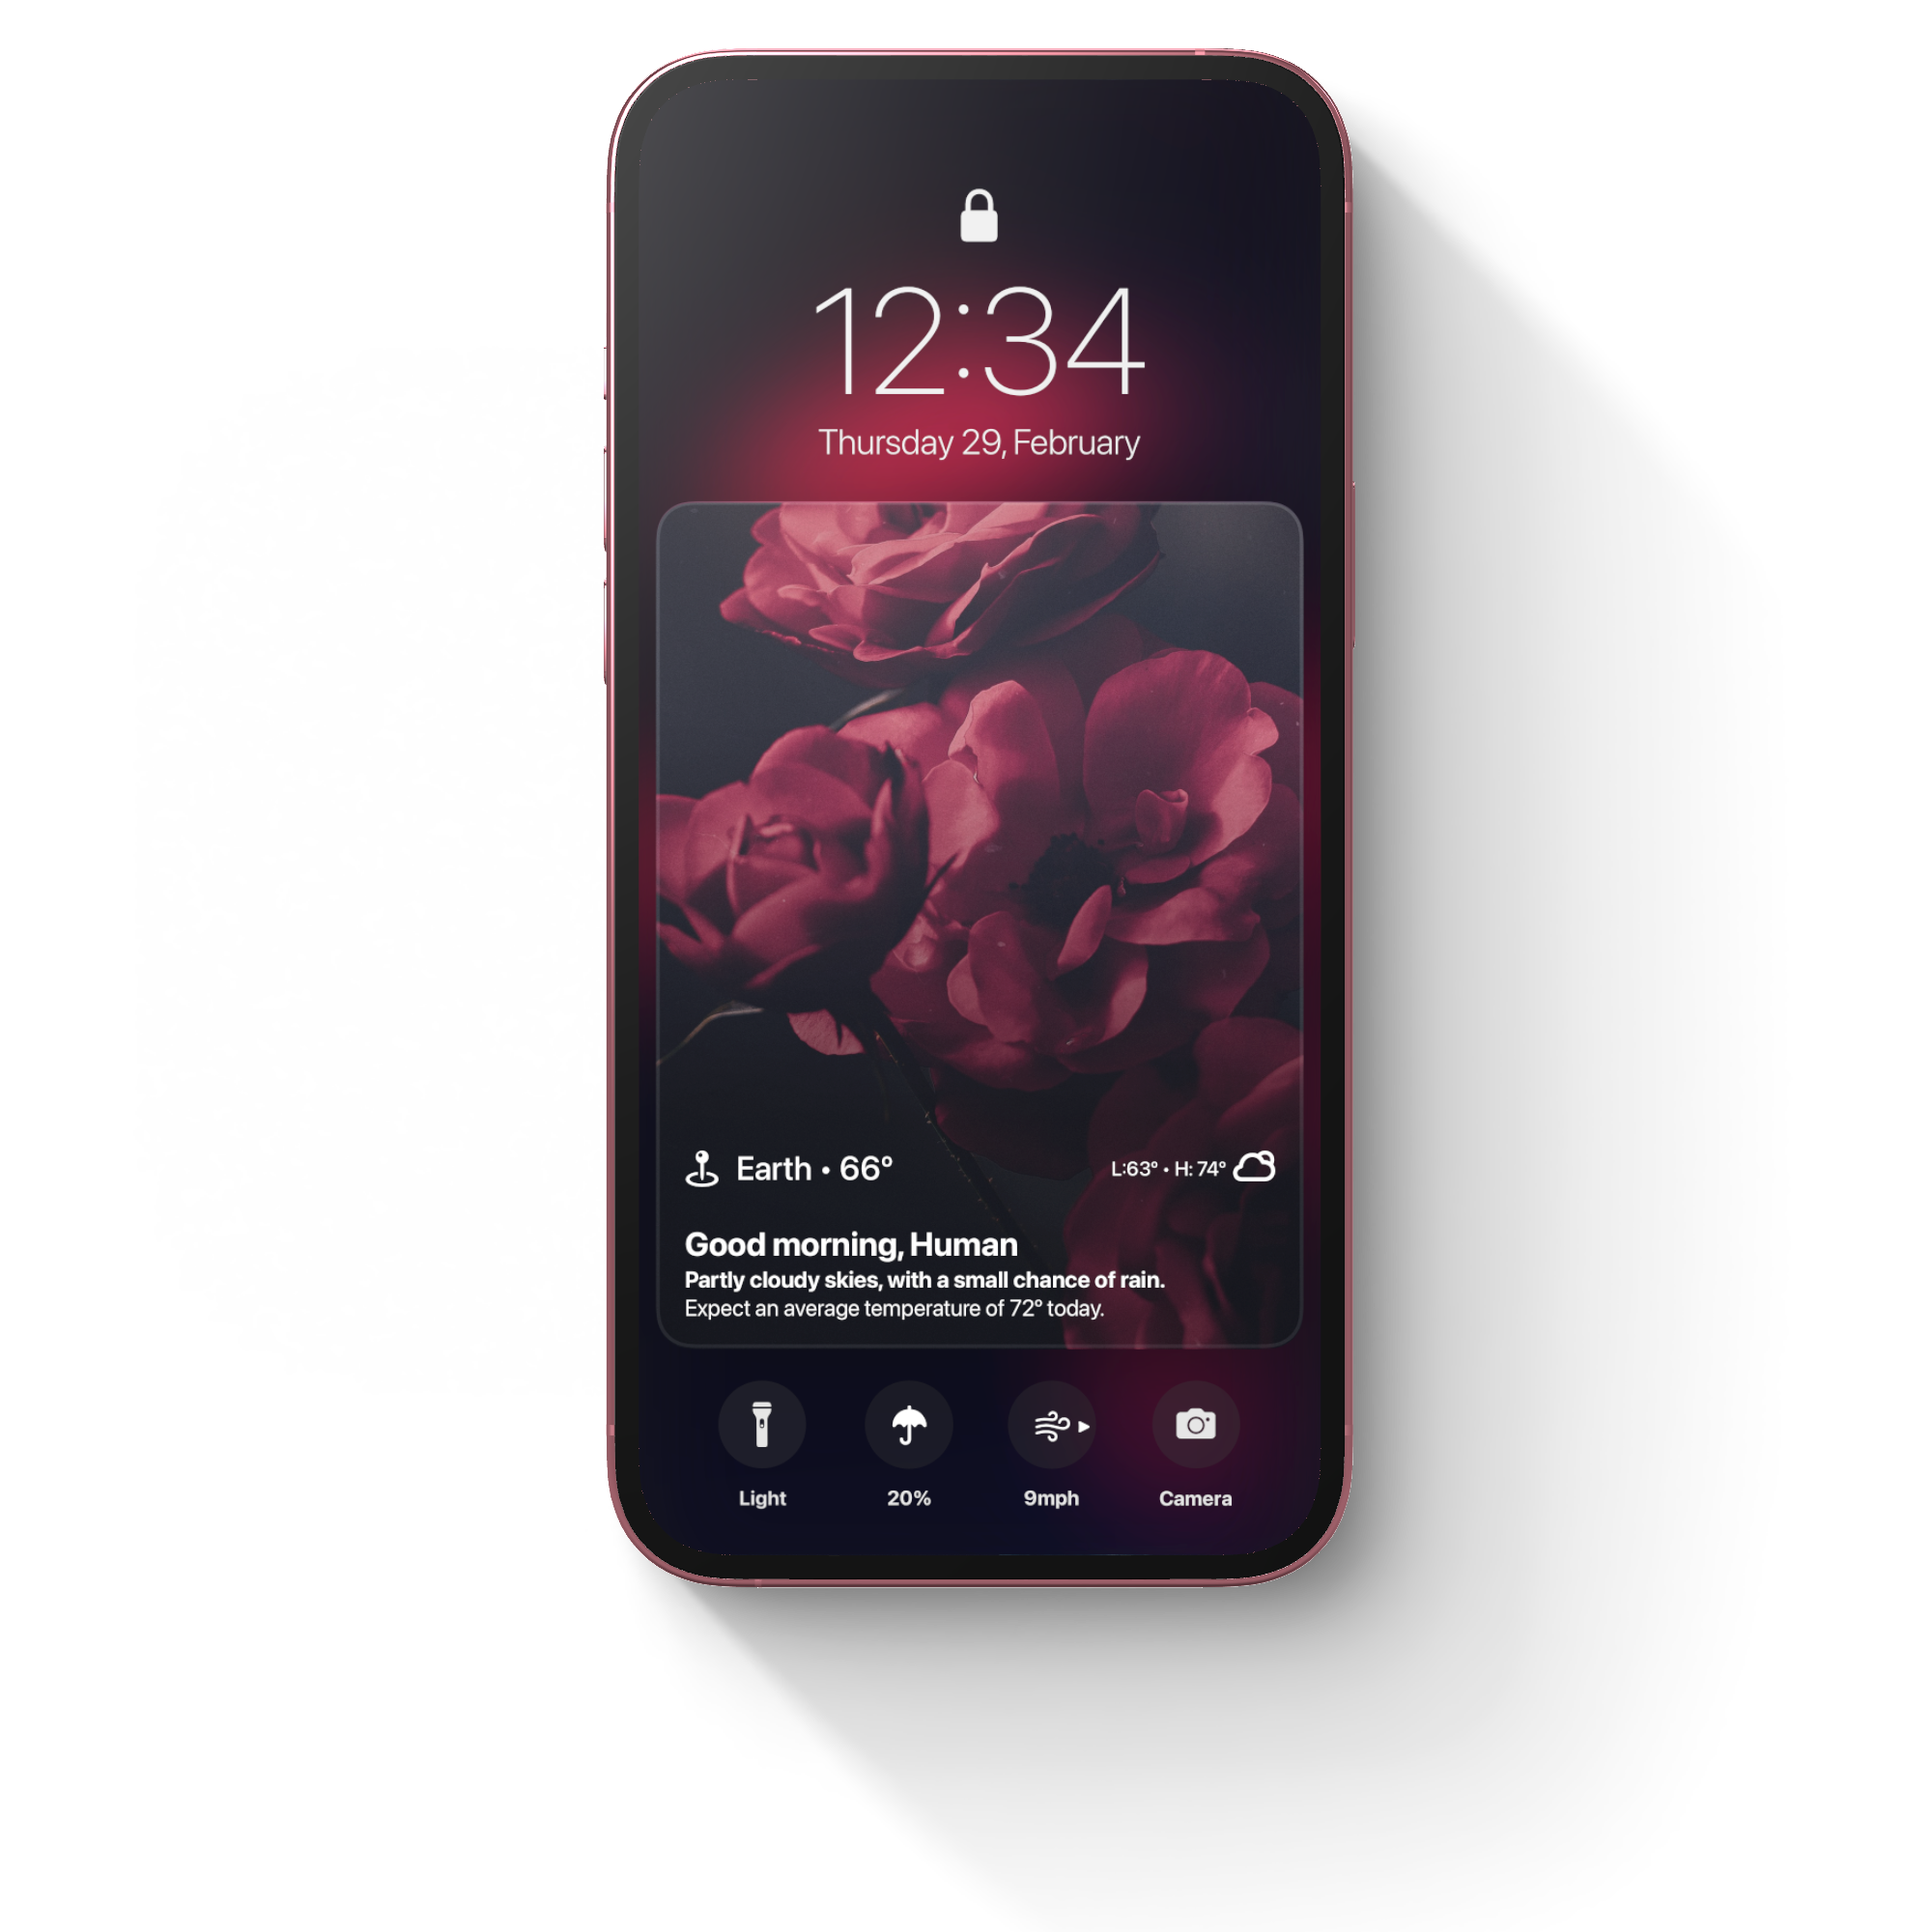 12:34
Thursday 29, February
Earth • 66°
L:63° • H: 74°
Good morning, Human
Partly cloudy skies, with a small chance of rain.
Expect an average temperature of 72° today.
Light
20%
9mph
Camera